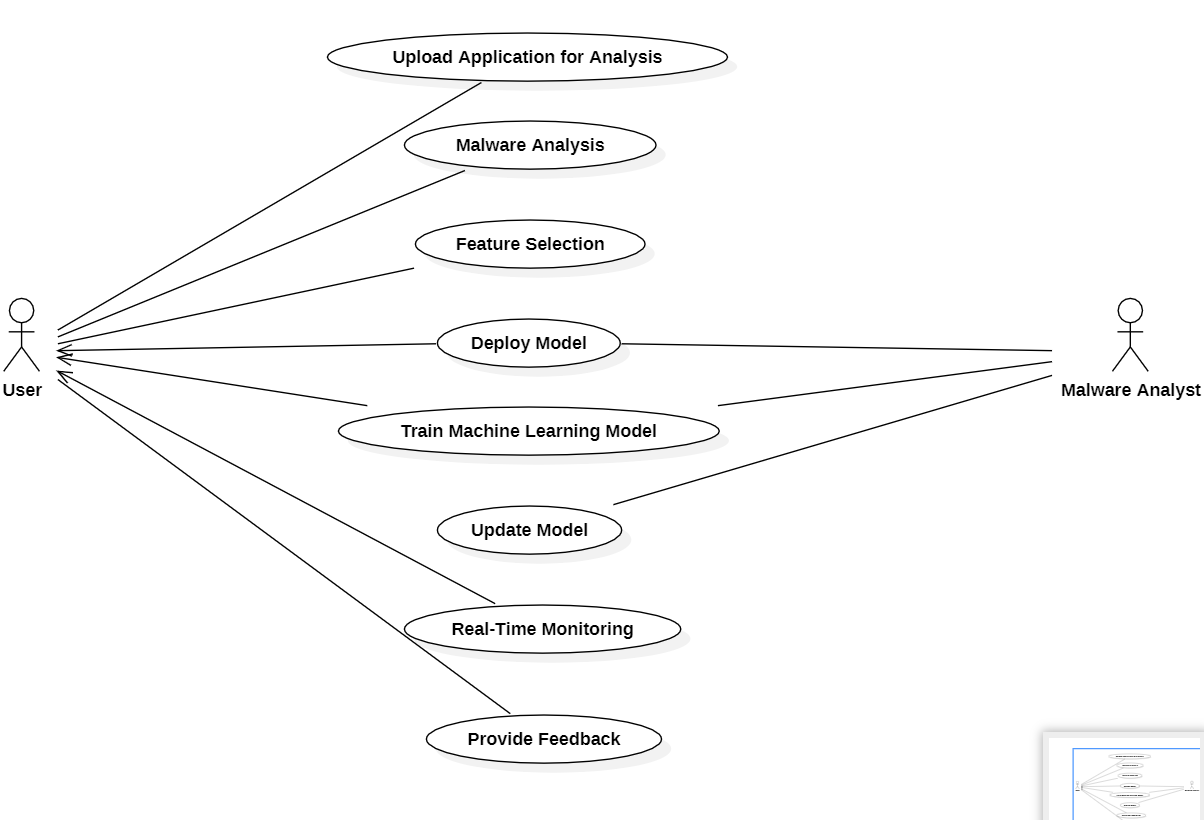 Upload Application for Analysis
Malware Analysis
Feature Selection
Deploy Model
User
Malware Analyst
Train Machine Learning Model
Update Model
Real-Time Monitoring
Provide Feedback